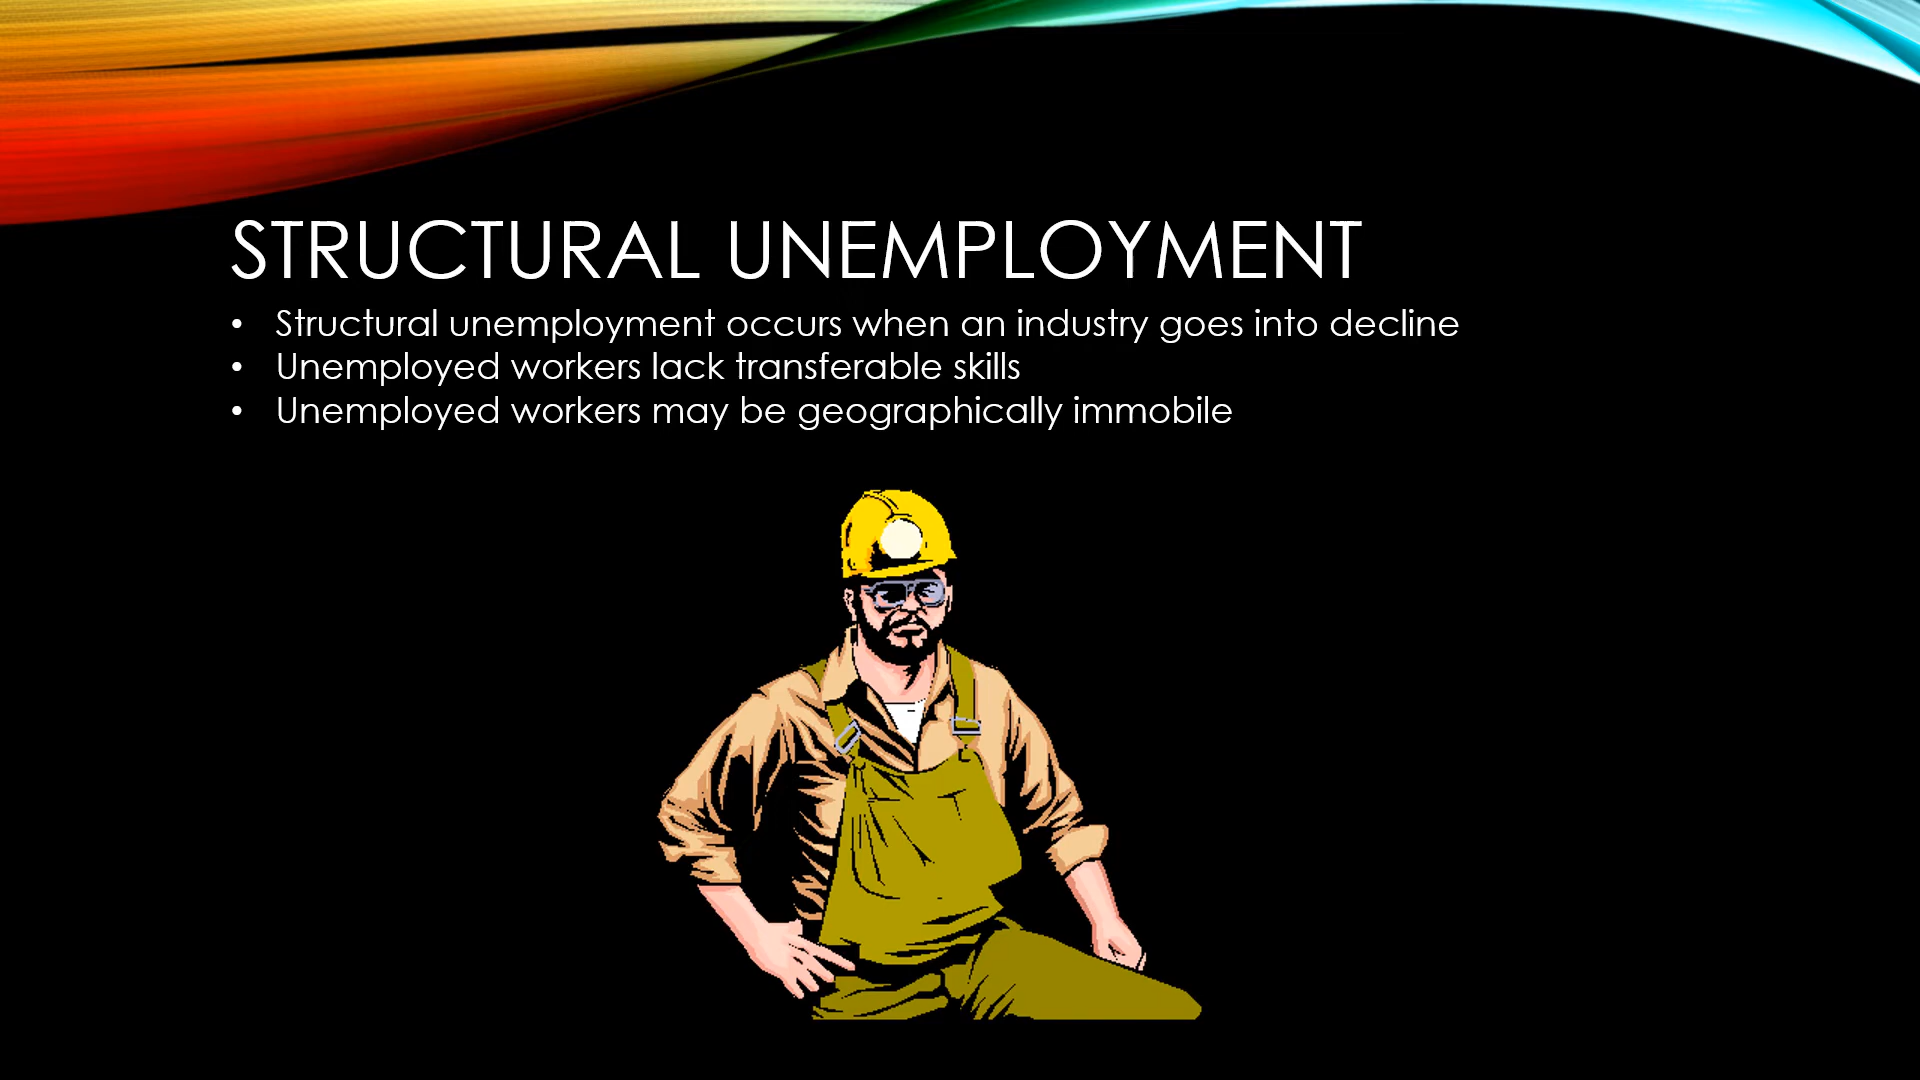 STRUCTURAL UNEMPLOYMENT
• Structural unemployment occurs when an industry goes into decline
• Unemployed workers lack transferable skills
• Unemployed workers may be geographically immobile